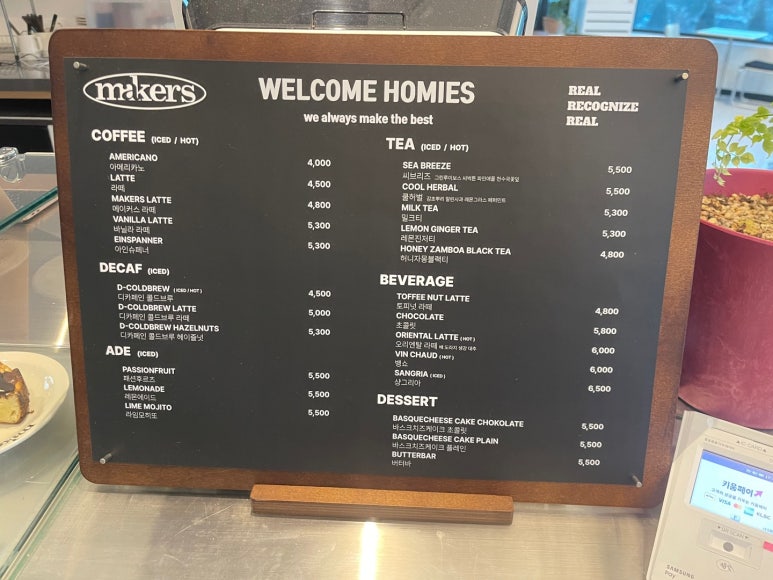 makers
WELCOME HOMIES
we always make the best
REAL
RECOGNIZE
REAL
COFFEE (ICED / HOT)
AMERICANO 4,000
아메리카노
LATTE 4,500
라떼
MAKERS LATTE 4,800
메이커스 라떼
VANILLA LATTE 5,300
바닐라 라떼
EINSPANNER 5,300
아인슈페너
DECAF (ICED)
D-COLDBREW (ICED / HOT) 4,500
디카페인 콜드브루
D-COLDBREW LATTE 5,000
디카페인 콜드브루 라떼
D-COLDBREW HAZELNUTS 5,300
디카페인 콜드브루 헤이즐넛
ADE (ICED)
PASSIONFRUIT 5,500
패션후르츠
LEMONADE 5,500
레몬에이드
LIME MOJITO 5,500
라임모히또
TEA (ICED / HOT)
SEA BREEZE 5,500
씨브리즈
COOL HERBAL 5,500
쿨허벌
MILK TEA 5,300
밀크티
LEMON GINGER TEA 5,300
레몬진저티
HONEY ZAMBOA BLACK TEA 4,800
허니자몽블랙티
BEVERAGE
TOFFEE NUT LATTE 4,800
토피넛 라떼
CHOCOLATE 5,800
초콜릿
ORIENTAL LATTE (HOT) 6,000
오리엔탈 라떼 배 도라지 생강 대추
VIN CHAUD (HOT) 6,000
뱅쇼
SANGRIA (ICED) 6,500
샹그리아
DESSERT
BASQUECHEESE CAKE CHOKOLATE 5,500
바스크치즈케이크 초콜릿
BASQUECHEESE CAKE PLAIN 5,500
바스크치즈케이크 플레인
BUTTERBAR 5,500
버터바
키움페이
VISA
SAMSUNG
Pay